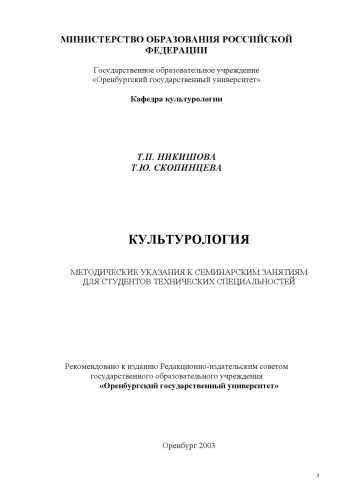 МИНИСТЕРСТВО ОБРАЗОВАНИЯ РОССИЙСКОЙ
ФЕДЕРАЦИИ
Государственное образовательное учреждение
«Оренбургский государственный университет»
Кафедра культурологии
Т.П. НИКИШОВА
Т.Ю. СКОПИНЦЕВА
КУЛЬТУРОЛОГИЯ
МЕТОДИЧЕСКИЕ УКАЗАНИЯ К СЕМИНАРСКИМ ЗАНЯТИЯМ
ДЛЯ СТУДЕНТОВ ТЕХНИЧЕСКИХ СПЕЦИАЛЬНОСТЕЙ
Рекомендовано к изданию Редакционно-издательским советом
государственного образовательного учреждения
«Оренбургский государственный университет»
Оренбург 2003
3